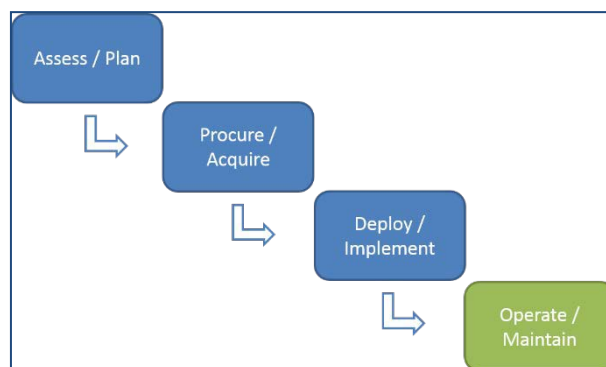 Assess / Plan
Procure /
Acquire
Deploy /
Implement
Operate /
Maintain